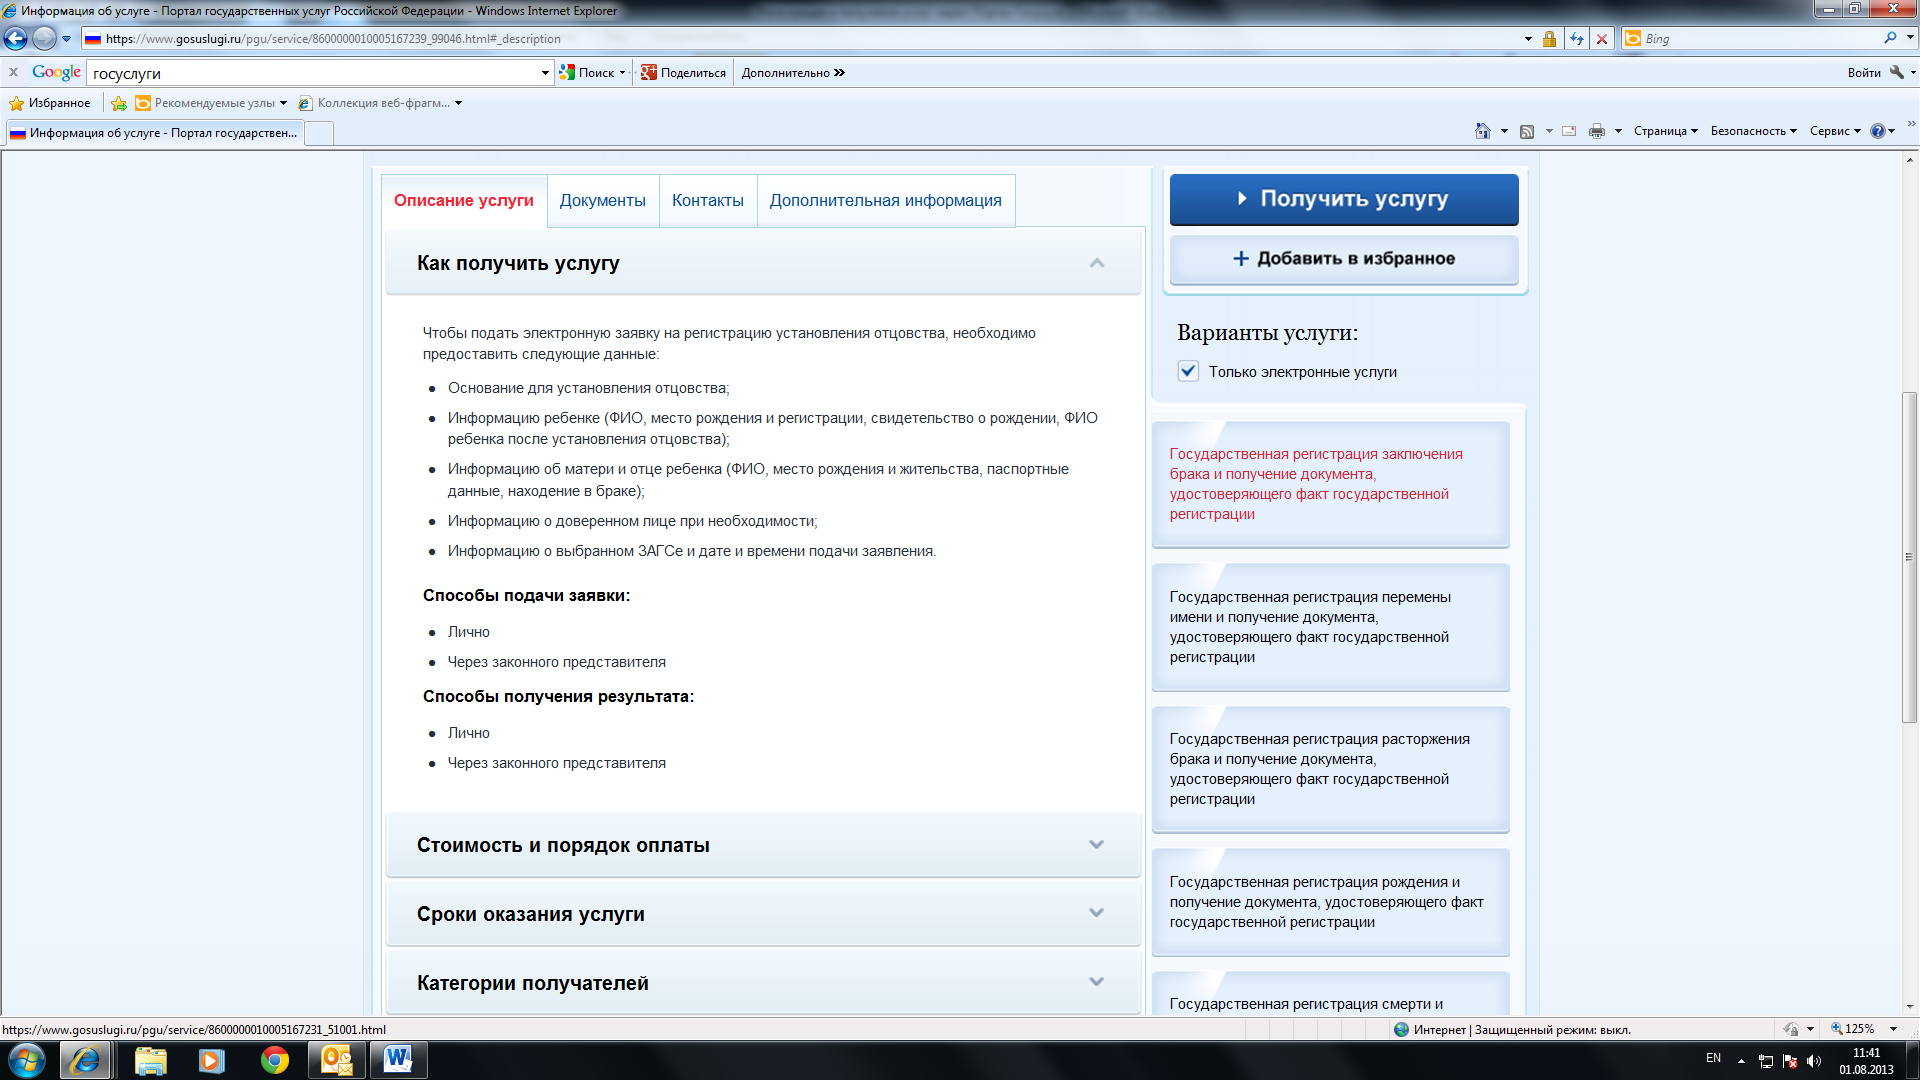 Информация об услуге - Портал государственных услуг Российской Федерации - Windows Internet Explorer
https://www.gosuslugi.ru/pgu/service/8600000010005167239_99046.html#_description
Bing
Google
госуслуги
Поиск
Поделиться
Дополнительно
Войти
Избранное
Рекомендуемые узлы
Коллекция веб-фрагм...
Информация об услуге - Портал государствен...
Страница
Безопасность
Сервис
Описание услуги
Документы
Контакты
Дополнительная информация
Как получить услугу
Чтобы подать электронную заявку на регистрацию установления отцовства, необходимо
предоставить следующие данные:
Основание для установления отцовства;
Информацию ребенке (ФИО, место рождения и регистрации, свидетельство о рождении, ФИО
ребенка после установления отцовства);
Информацию об матери и отце ребенка (ФИО, место рождения и жительства, паспортные
данные, находение в браке);
Информацию о доверенном лице при необходимости;
Информацию о выбранном ЗАГСе и дате и времени подачи заявления.
Способы подачи заявки:
Лично
Через законного представителя
Способы получения результата:
Лично
Через законного представителя
Стоимость и порядок оплаты
Сроки оказания услуги
Категории получателей
Получить услугу
+ Добавить в избранное
Варианты услуги:
Только электронные услуги
Государственная регистрация заключения
брака и получение документа,
удостоверяющего факт государственной
регистрации
Государственная регистрация перемены
имени и получение документа,
удостоверяющего факт государственной
регистрации
Государственная регистрация расторжения
брака и получение документа,
удостоверяющего факт государственной
регистрации
Государственная регистрация рождения и
получение документа, удостоверяющего факт
государственной регистрации
Государственная регистрация смерти и
https://www.gosuslugi.ru/pgu/service/8600000010005167231_51001.html
Интернет | Защищенный режим: выкл.
125%
EN
11:41
01.08.2013